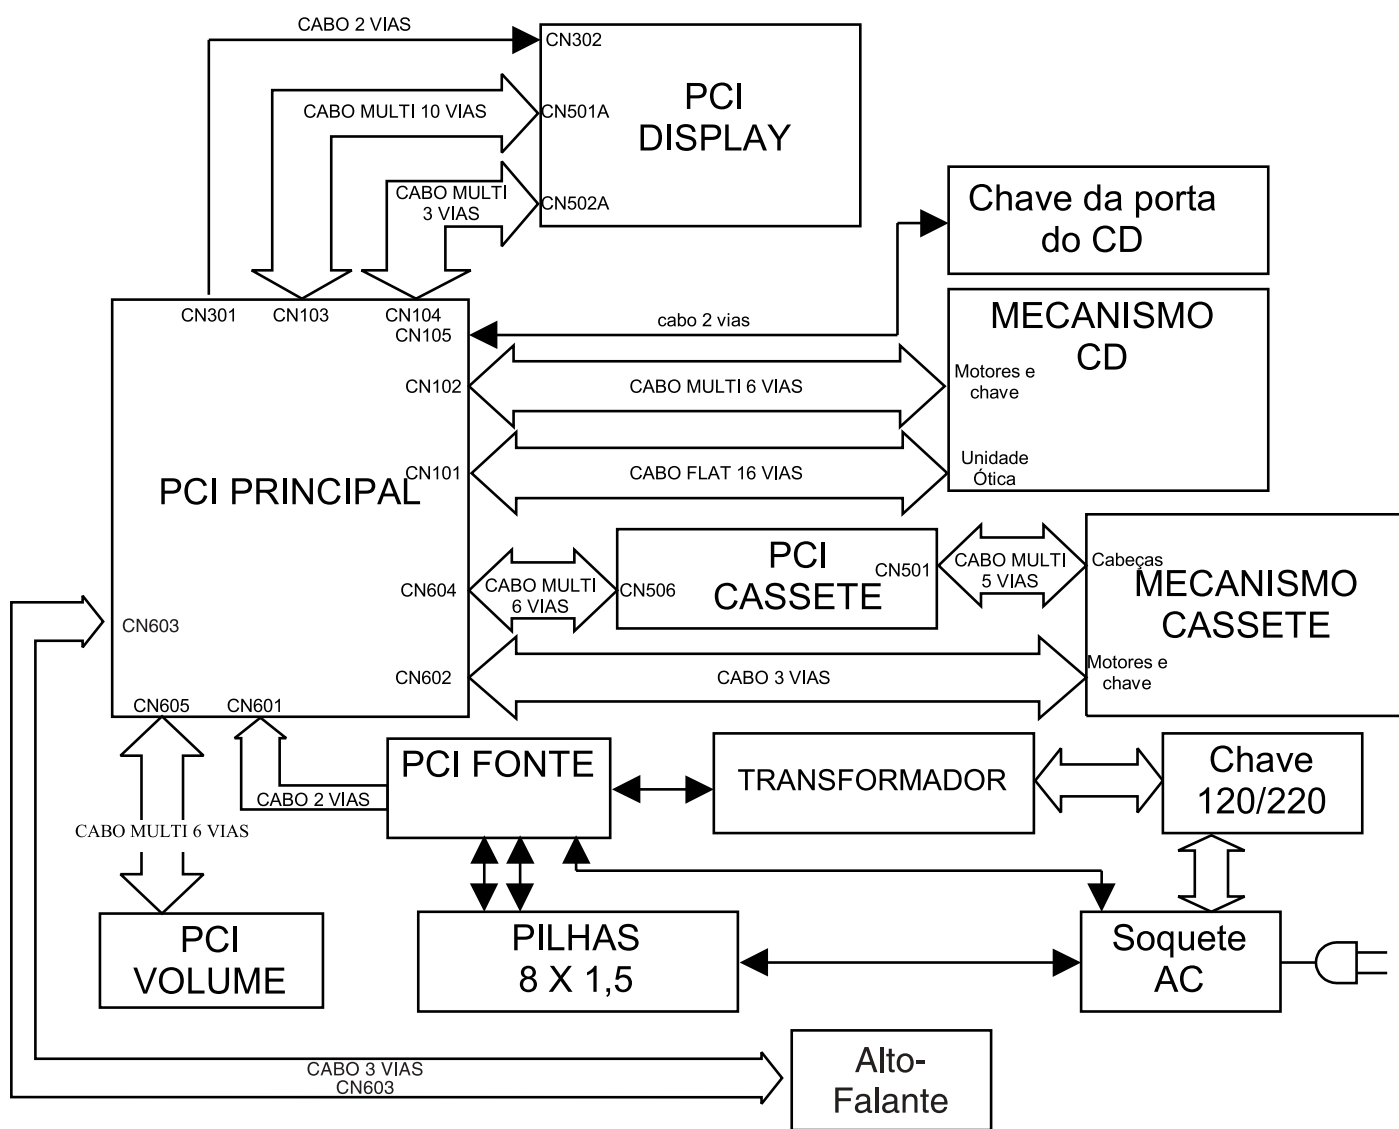 CABO 2 VIAS
CN302
PCI
DISPLAY
CABO MULTI 10 VIAS
CN501A
CABO MULTI
3 VIAS
CN502A
Chave da porta
do CD
CN301
CN103
CN104
CN105
cabo 2 vias
MECANISMO
CD
CN102
CABO MULTI 6 VIAS
Motores e
chave
CN101
CABO FLAT 16 VIAS
Unidade
Ótica
PCI PRINCIPAL
PCI
CASSETE
CN501
CABO MULTI
5 VIAS
Cabeças
MECANISMO
CASSETE
CN604
CABO MULTI
6 VIAS
CN506
CN603
CN602
CABO 3 VIAS
Motores e
chave
CN605
CN601
PCI FONTE
TRANSFORMADOR
Chave
120/220
CABO 2 VIAS
CABO MULTI 6 VIAS
PCI
VOLUME
PILHAS
8 X 1,5
Soquete
AC
CABO 3 VIAS
CN603
Alto-
Falante